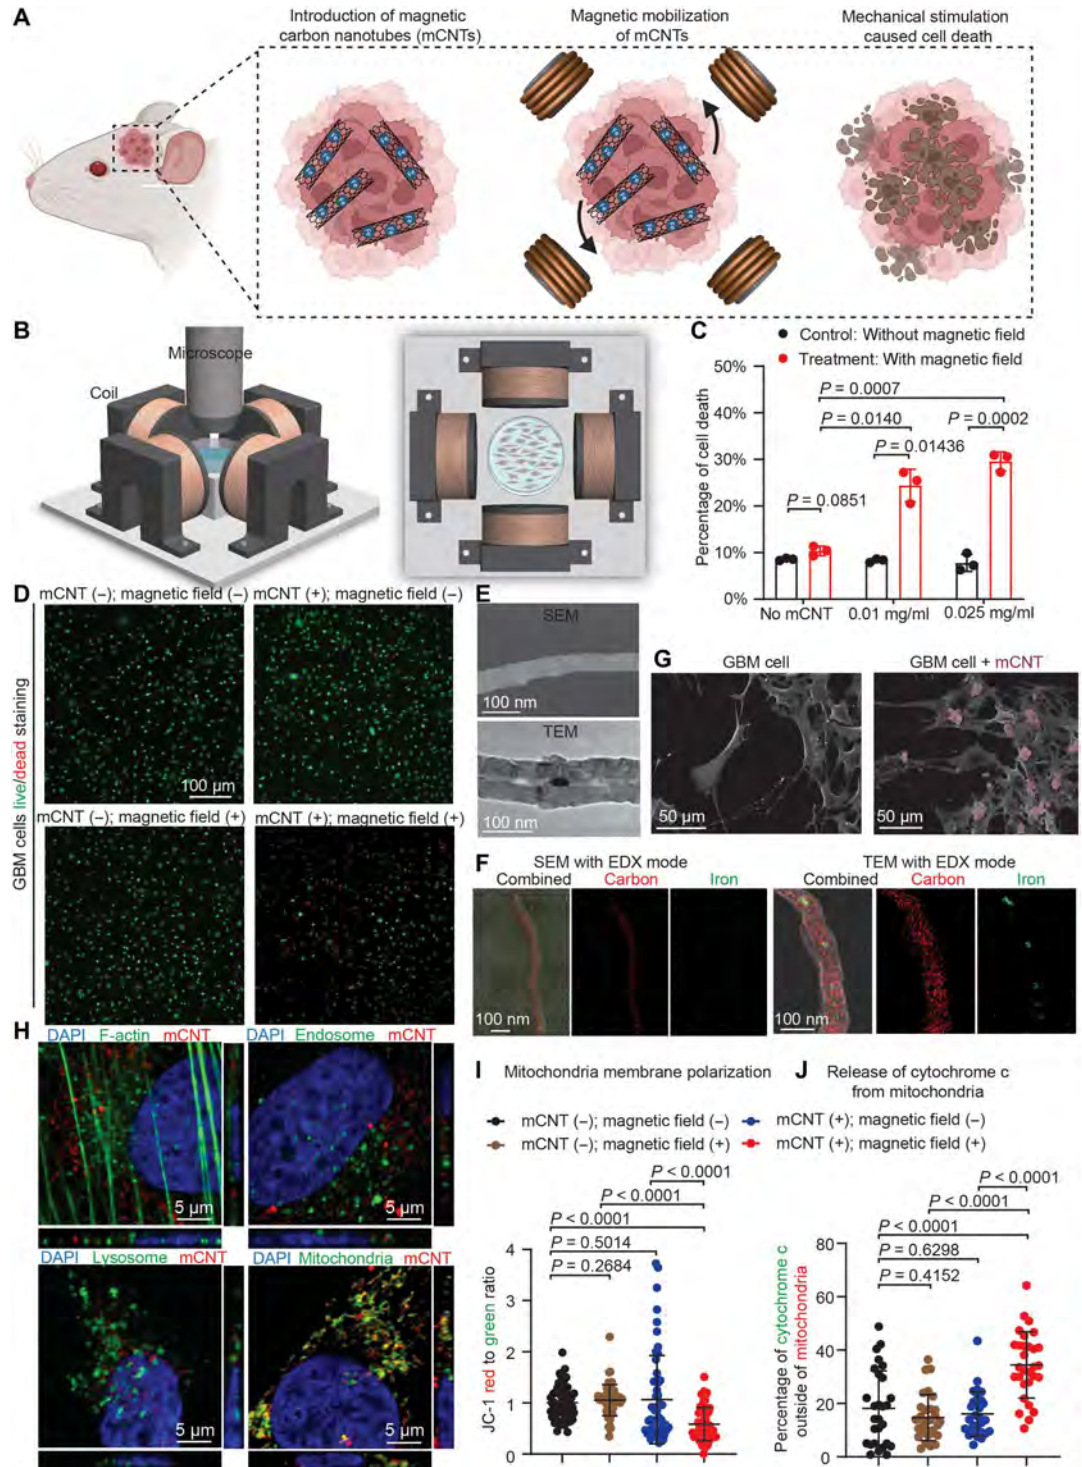 A
Introduction of magnetic
carbon nanotubes (mCNTs)
Magnetic mobilization
of mCNTs
Mechanical stimulation
caused cell death
B
Microscope
Coil
C
Control: Without magnetic field
Treatment: With magnetic field
Percentage of cell death
50%
40%
30%
20%
10%
0%
P = 0.0007
P = 0.0140
P = 0.0002
P = 0.01436
P = 0.0851
No mCNT
0.01 mg/ml
0.025 mg/ml
D
GBM cells live/dead staining
mCNT (–); magnetic field (–)
mCNT (+); magnetic field (–)
100 µm
mCNT (–); magnetic field (+)
mCNT (+); magnetic field (+)
E
SEM
100 nm
TEM
100 nm
F
SEM with EDX mode
Combined
Carbon
Iron
100 nm
TEM with EDX mode
Combined
Carbon
Iron
100 nm
G
GBM cell
50 µm
GBM cell + mCNT
50 µm
H
DAPI F-actin mCNT
5 µm
DAPI Endosome mCNT
5 µm
DAPI Lysosome mCNT
5 µm
DAPI Mitochondria mCNT
5 µm
I
Mitochondria membrane polarization
J
Release of cytochrome c
from mitochondria
mCNT (–); magnetic field (–)
mCNT (+); magnetic field (–)
mCNT (–); magnetic field (+)
mCNT (+); magnetic field (+)
P < 0.0001
P < 0.0001
P < 0.0001
P = 0.5014
P = 0.2684
JC-1 red to green ratio
4
3
2
1
0
P < 0.0001
P < 0.0001
P < 0.0001
P = 0.6298
P = 0.4152
Percentage of cytochrome c
outside of mitochondria
80
60
40
20
0